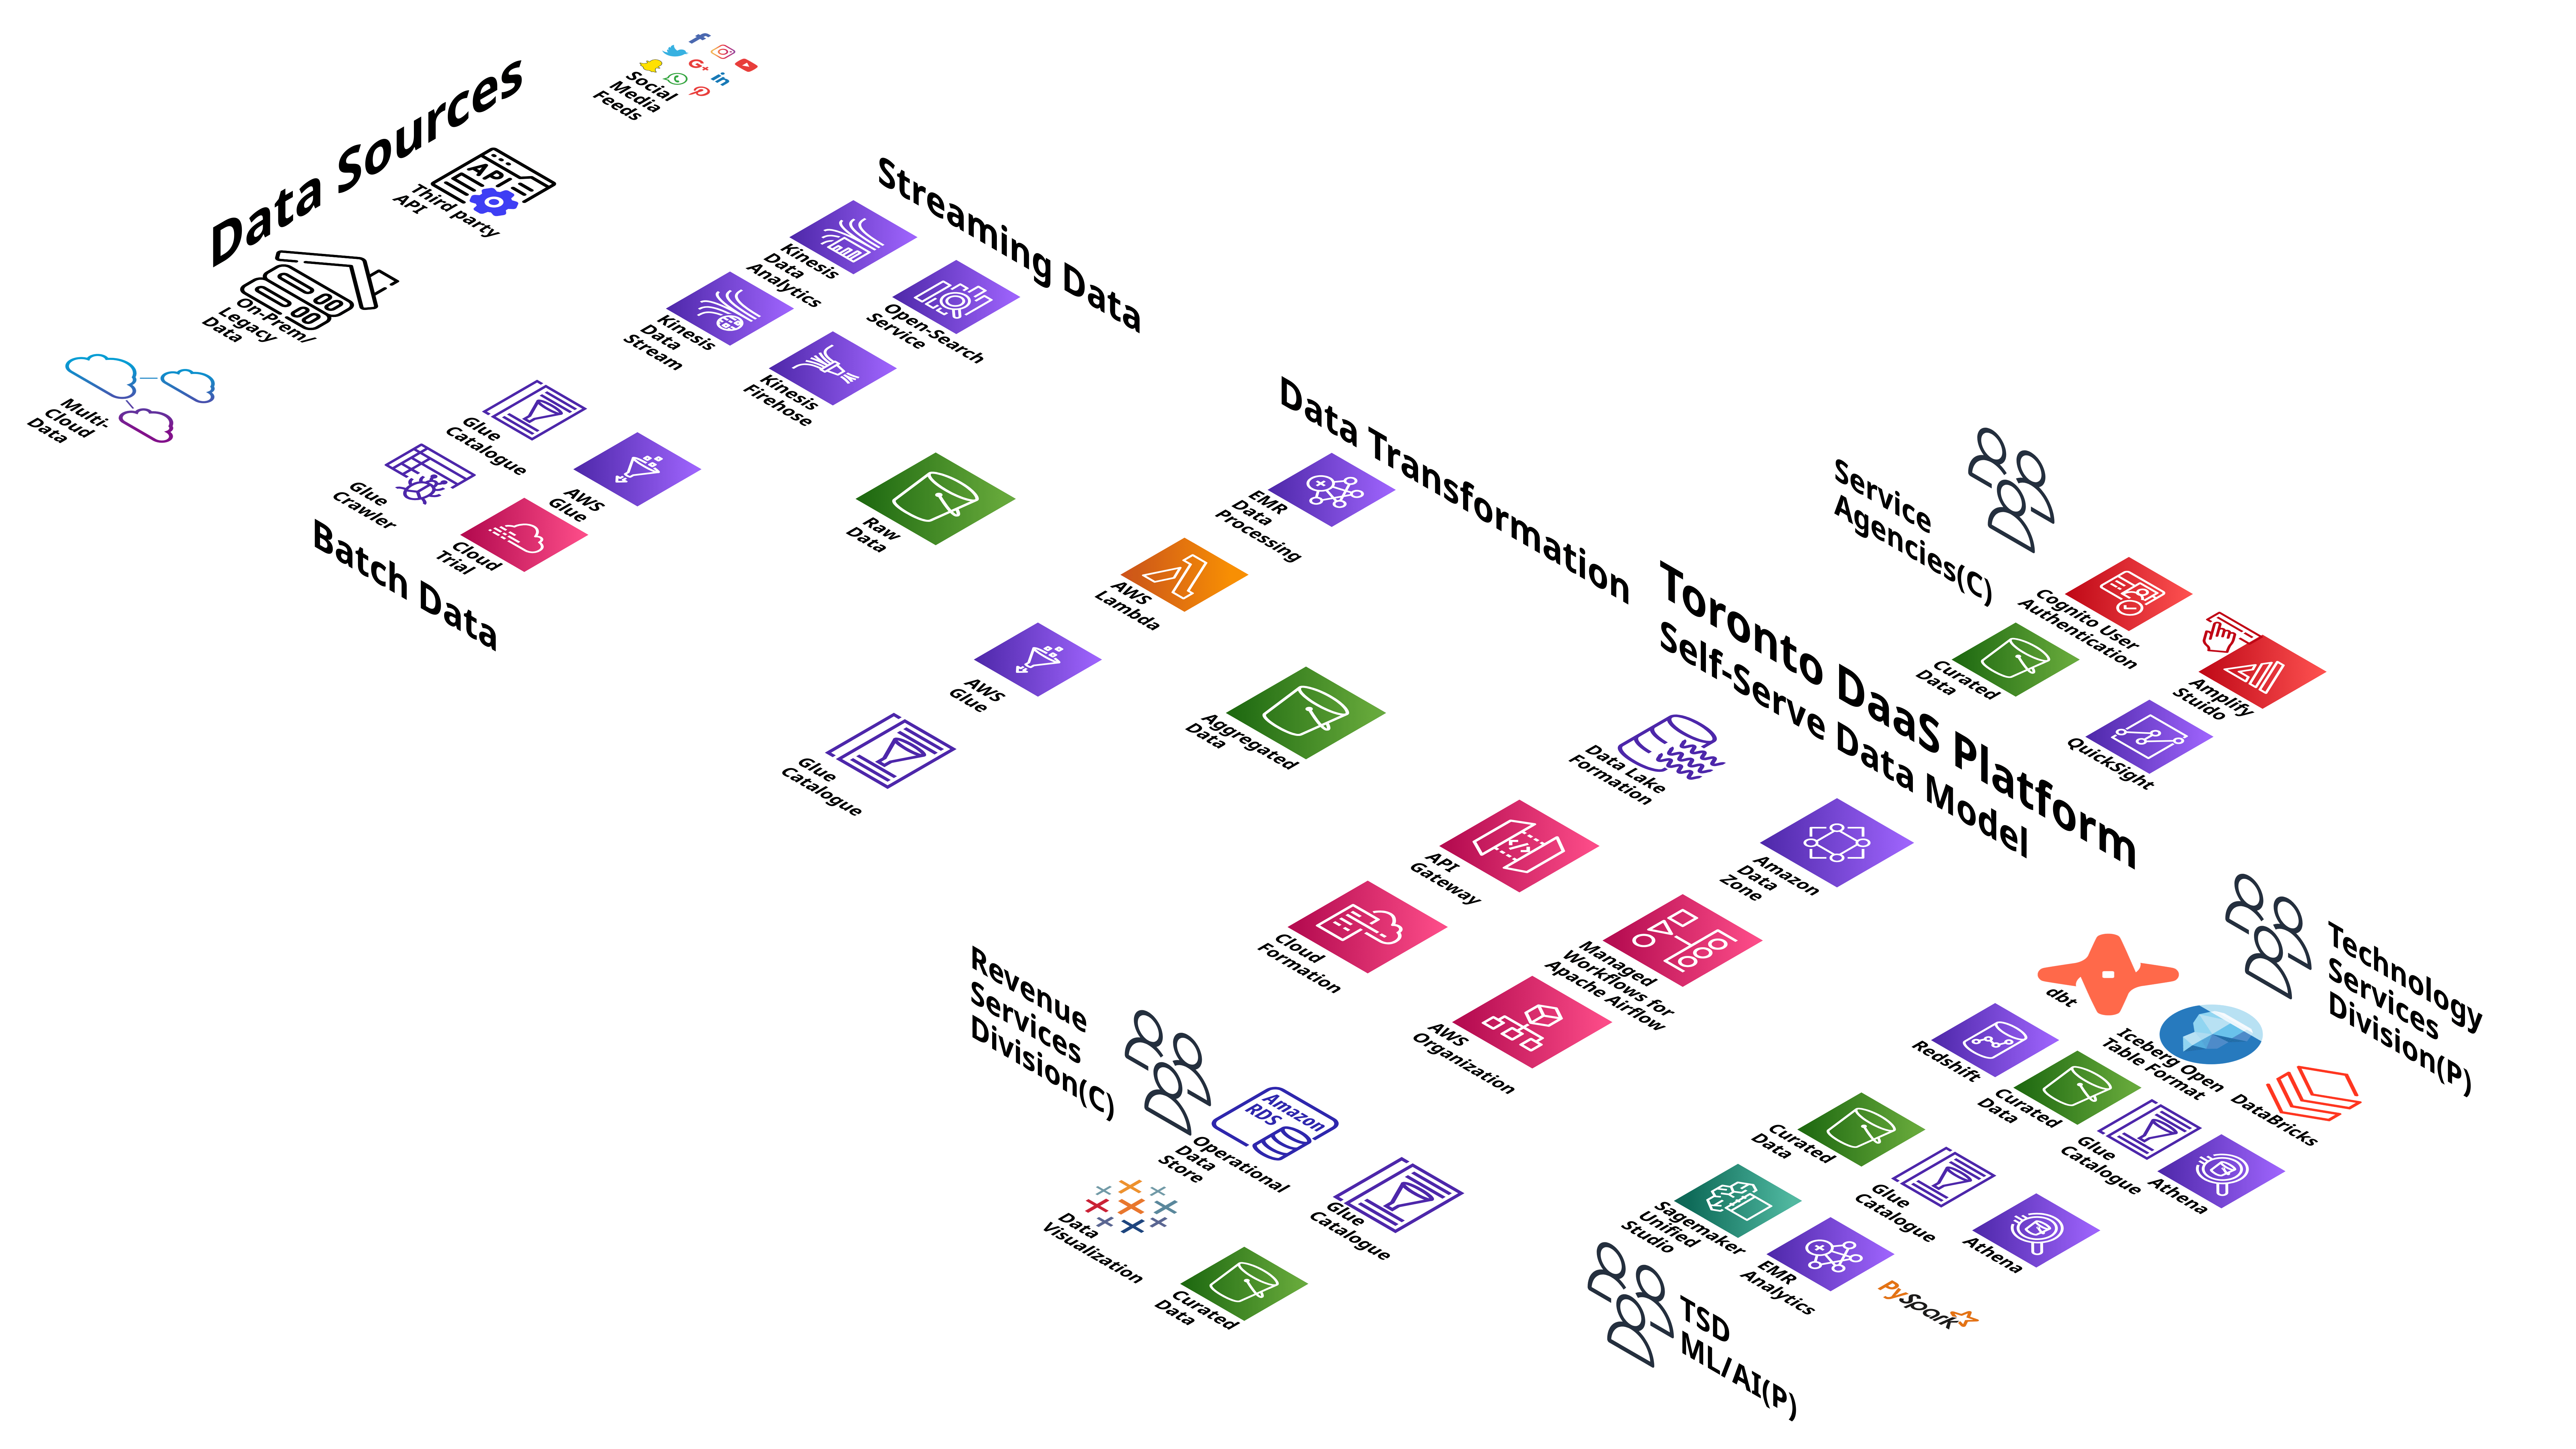 Data Sources
Social
Media
Feeds
API
Third party
API
On-Prem/
Legacy
Data
Multi-
Cloud
Data
Streaming Data
Kinesis
Data
Analytics
Open-Search
Service
Kinesis
Data
Stream
Kinesis
Firehose
Glue
Catalogue
AWS
Glue
Glue
Crawler
Cloud
Trial
Batch Data
Raw
Data
Data Transformation
EMR
Data
Processing
AWS
Lambda
AWS
Glue
Glue
Catalogue
Aggregated
Data
Toronto DaaS Platform
Self-Serve Data Model
Data Lake
Formation
API
Gateway
Amazon
Data
Zone
Cloud
Formation
Managed
Workflows for
Apache Airflow
AWS
Organization
Service
Agencies(C)
Cognito User
Authentication
Curated
Data
Amplify
Stuido
QuickSight
Technology
Services
Division(P)
dbt
Iceberg Open
Table Format
Redshift
Curated
Data
DataBricks
Glue
Catalogue
Athena
Revenue
Services
Division(C)
Amazon
RDS
Operational
Data
Store
Data
Visualization
Glue
Catalogue
Curated
Data
Curated
Data
Glue
Catalogue
Athena
Sagemaker
Unified
Studio
EMR
Analytics
PySpark
TSD
ML/AI(P)